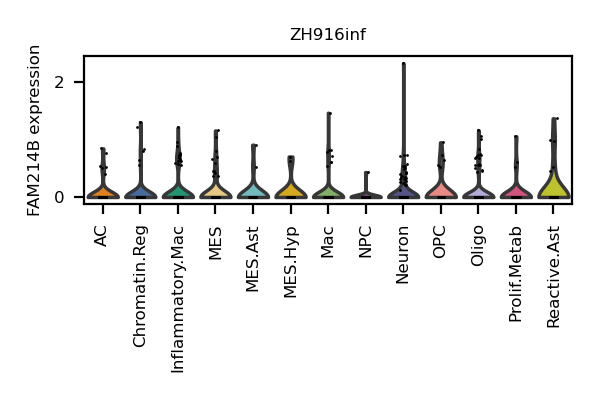 ZH916inf
FAM214B expression
2
0
AC
Chromatin.Reg
Inflammatory.Mac
MES
MES.Ast
MES.Hyp
Mac
NPC
Neuron
OPC
Oligo
Prolif.Metab
Reactive.Ast